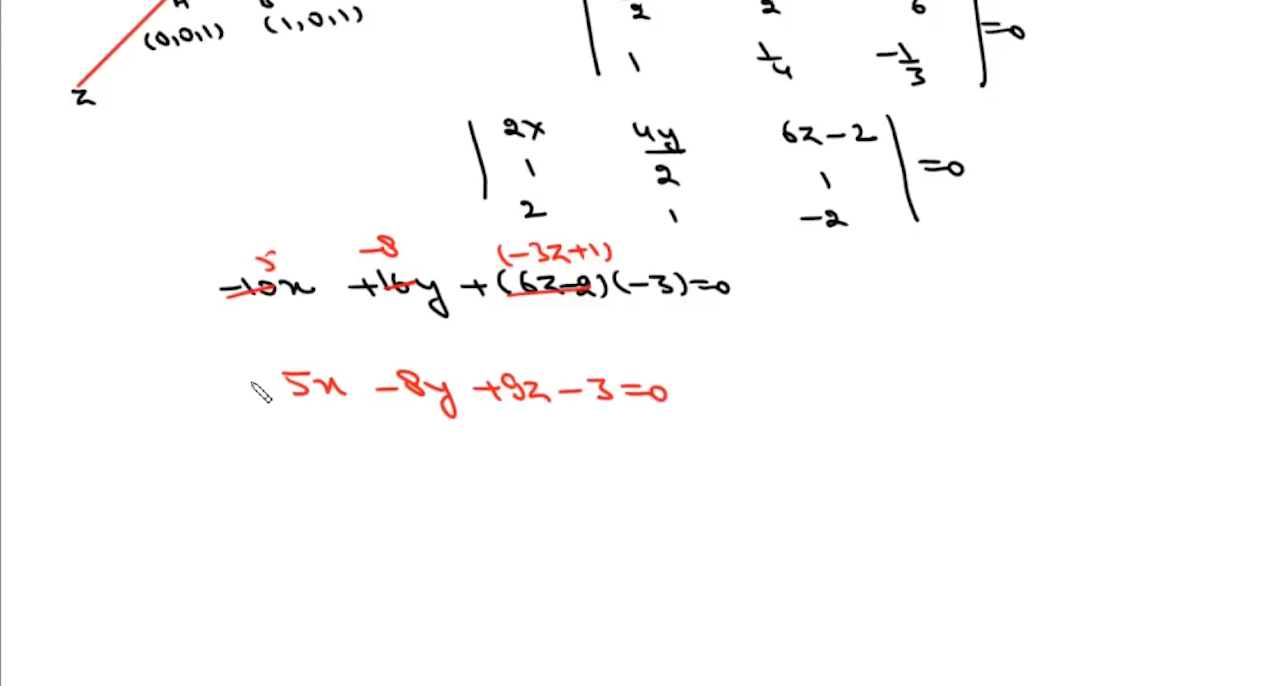 (0,0,1) (1,0,1)
2 2 6
1 1/4 -1/3 =0
z
2x 4y 6z-2
1 2 1 =0
2 1 -2
5 -8 (-3z+1)
-10x +16y +(6z-2)(-3)=0
5x -8y +9z-3=0